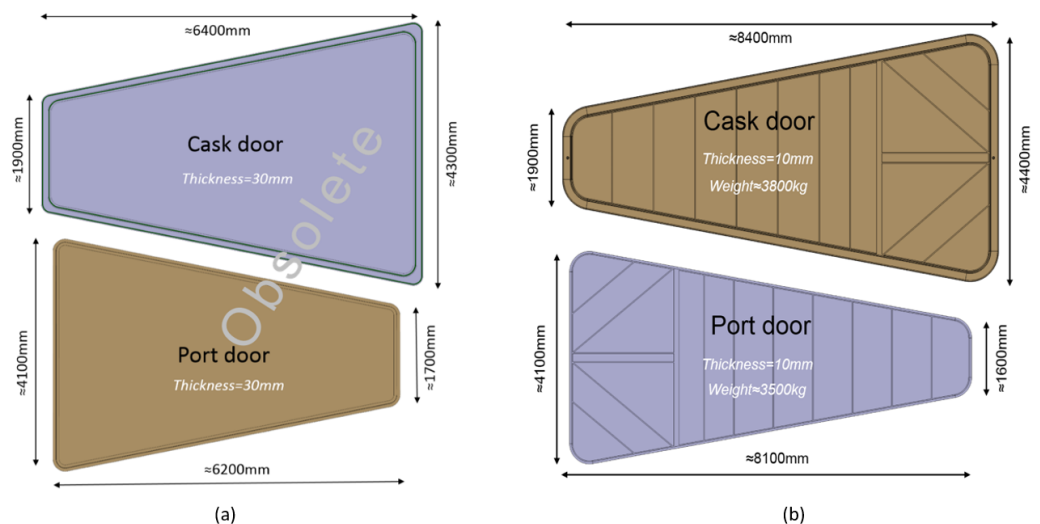 ≈6400mm
≈1900mm
Cask door
Thickness=30mm
≈4300mm
Obsolete
≈4100mm
Port door
Thickness=30mm
≈1700mm
≈6200mm
(a)
≈8400mm
≈1900mm
Cask door
Thickness=10mm
Weight≈3800kg
≈4400mm
≈4100mm
Port door
Thickness=10mm
Weight≈3500kg
≈1600mm
≈8100mm
(b)